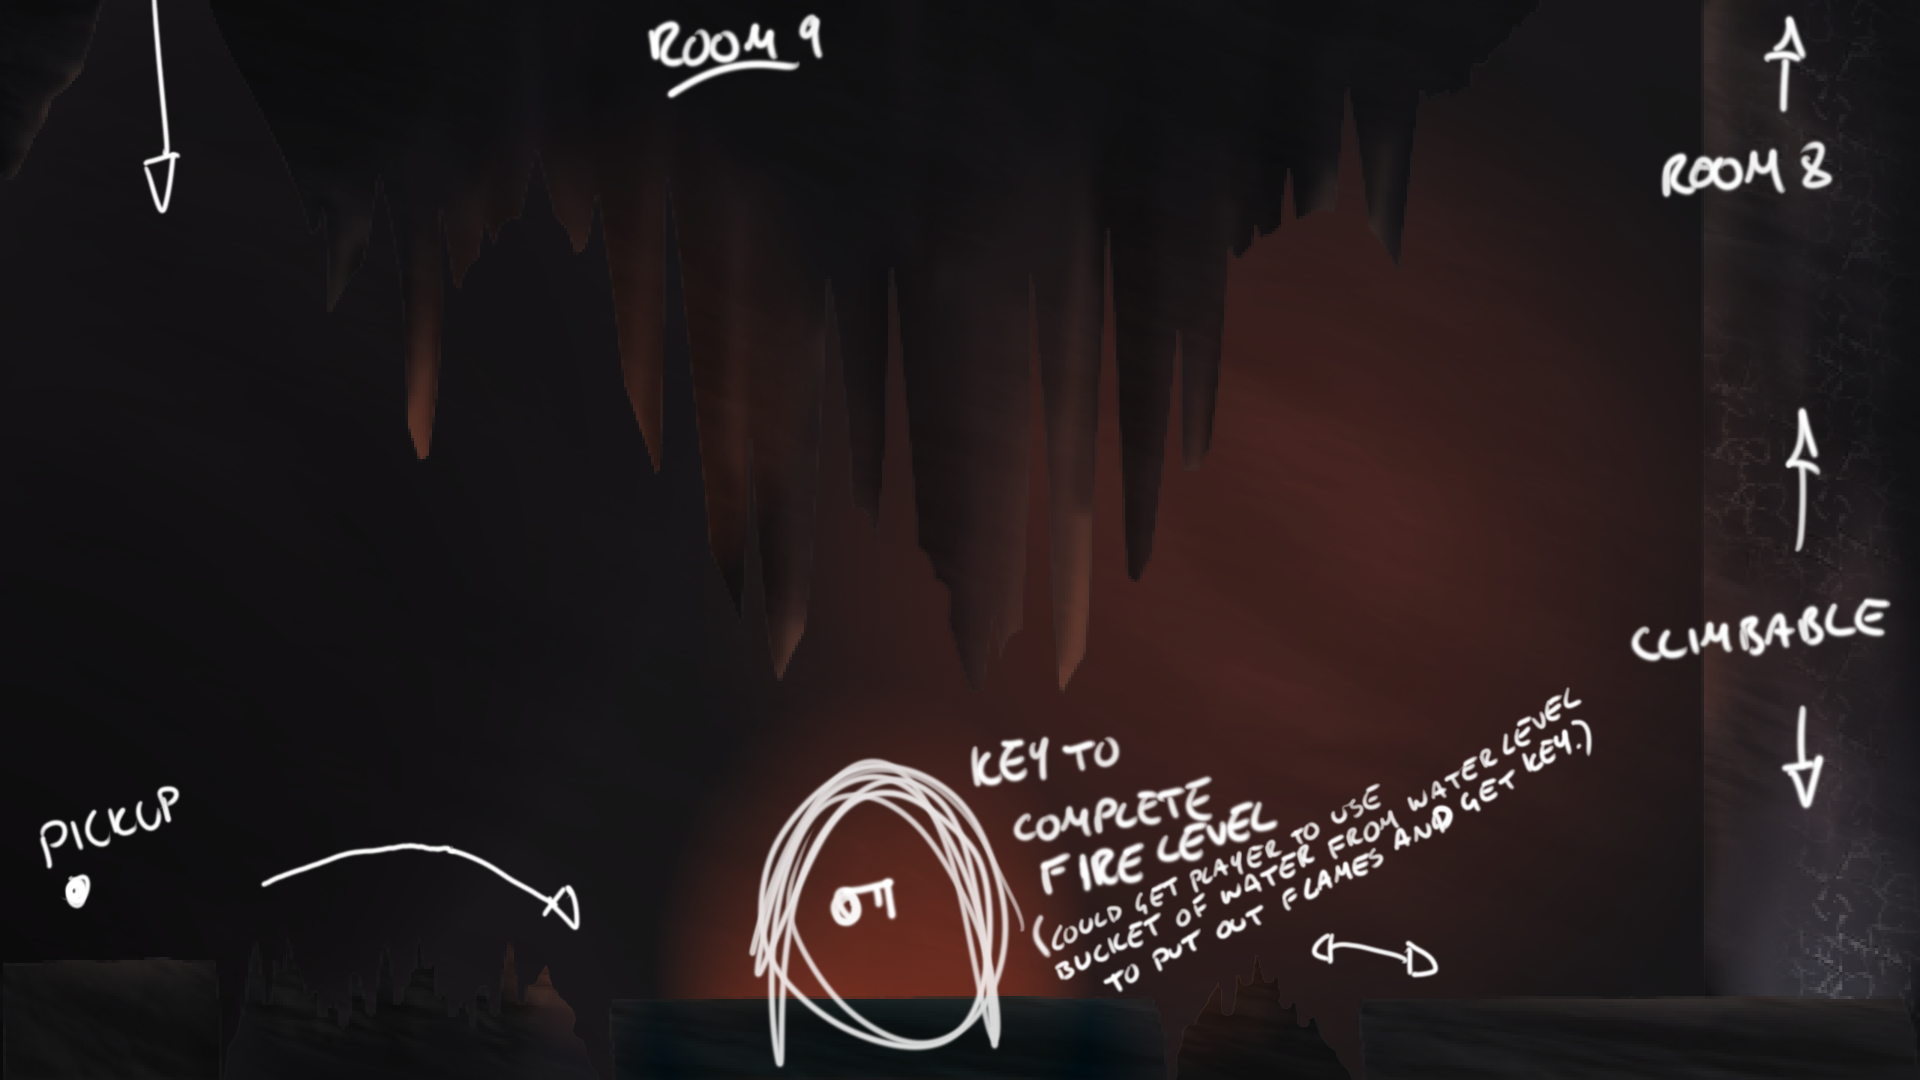 ROOM 9
ROOM 8
CLIMBABLE
PICKUP
KEY TO
COMPLETE
FIRE LEVEL
(COULD GET PLAYER TO USE
BUCKET OF WATER FROM WATER LEVEL
TO PUT OUT FLAMES AND GET KEY.)